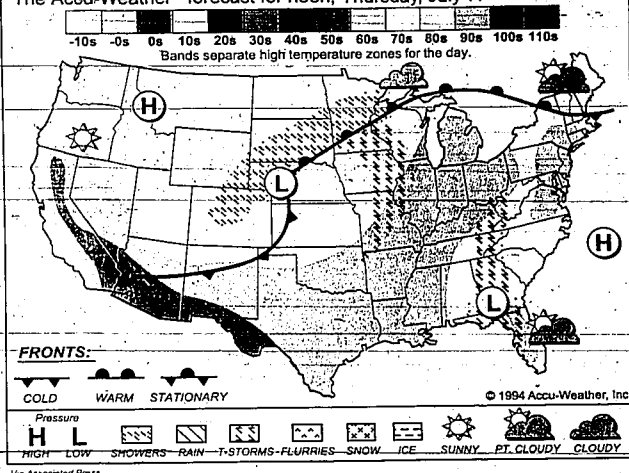 The Accu-Weather forecast for noon, Thursday, July
-10s -0s 0s 10s 20s 30s 40s 50s 60s 70s 80s 90s 100s 110s
Bands separate high temperature zones for the day.
H
L
H
L
FRONTS:
COLD WARM STATIONARY
© 1994 Accu-Weather, Inc
Pressure
H L
HIGH LOW SHOWERS RAIN T-STORMS FLURRIES SNOW ICE SUNNY PT. CLOUDY CLOUDY
Via Associated Press